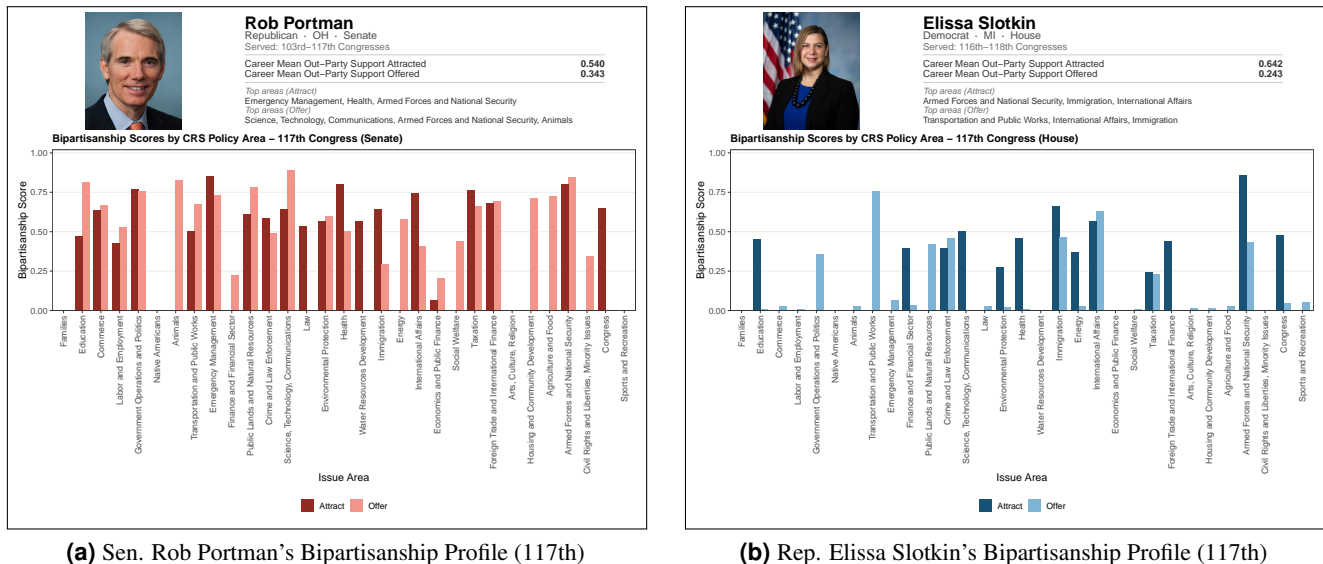 Rob Portman
Republican · OH · Senate
Served: 103rd–117th Congresses
Career Mean Out–Party Support Attracted 0.540
Career Mean Out–Party Support Offered 0.343
Top areas (Attract)
Emergency Management, Health, Armed Forces and National Security
Top areas (Offer)
Science, Technology, Communications, Armed Forces and National Security, Animals
Bipartisanship Scores by CRS Policy Area – 117th Congress (Senate)
1.00
0.75
0.50
0.25
0.00
Bipartisanship Score
Families
Education
Commerce
Labor and Employment
Government Operations and Politics
Native Americans
Animals
Transportation and Public Works
Emergency Management
Finance and Financial Sector
Public Lands and Natural Resources
Crime and Law Enforcement
Science, Technology, Communications
Law
Environmental Protection
Health
Water Resources Development
Immigration
Energy
International Affairs
Economics and Public Finance
Social Welfare
Taxation
Foreign Trade and International Finance
Arts, Culture, Religion
Housing and Community Development
Agriculture and Food
Armed Forces and National Security
Civil Rights and Liberties, Minority Issues
Congress
Sports and Recreation
Issue Area
Attract Offer
(a) Sen. Rob Portman's Bipartisanship Profile (117th)
Elissa Slotkin
Democrat · MI · House
Served: 116th–118th Congresses
Career Mean Out–Party Support Attracted 0.642
Career Mean Out–Party Support Offered 0.243
Top areas (Attract)
Armed Forces and National Security, Immigration, International Affairs
Top areas (Offer)
Transportation and Public Works, International Affairs, Immigration
Bipartisanship Scores by CRS Policy Area – 117th Congress (House)
1.00
0.75
0.50
0.25
0.00
Bipartisanship Score
Families
Education
Commerce
Labor and Employment
Government Operations and Politics
Native Americans
Animals
Transportation and Public Works
Emergency Management
Finance and Financial Sector
Public Lands and Natural Resources
Crime and Law Enforcement
Science, Technology, Communications
Law
Environmental Protection
Health
Water Resources Development
Immigration
Energy
International Affairs
Economics and Public Finance
Social Welfare
Taxation
Foreign Trade and International Finance
Arts, Culture, Religion
Housing and Community Development
Agriculture and Food
Armed Forces and National Security
Civil Rights and Liberties, Minority Issues
Congress
Sports and Recreation
Issue Area
Attract Offer
(b) Rep. Elissa Slotkin's Bipartisanship Profile (117th)